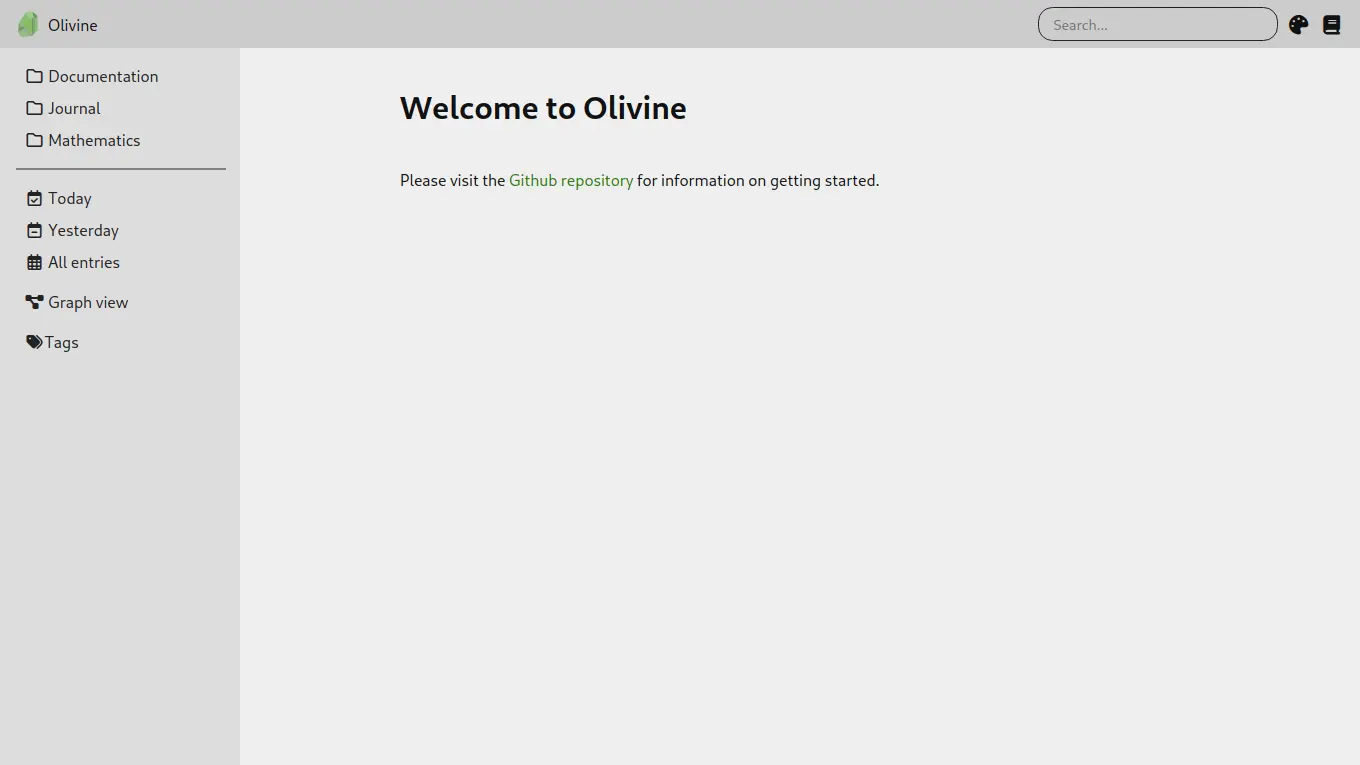 Olivine
Search...
Documentation
Journal
Mathematics
Today
Yesterday
All entries
Graph view
Tags
Welcome to Olivine
Please visit the Github repository for information on getting started.